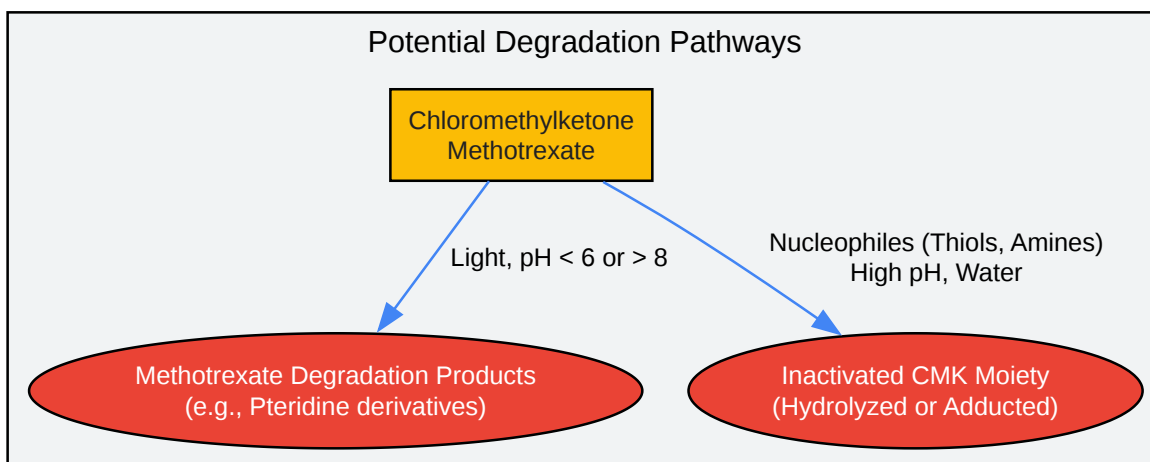 Potential Degradation Pathways
Chloromethylketone
Methotrexate
Light, pH < 6 or > 8
Nucleophiles (Thiols, Amines)
High pH, Water
Methotrexate Degradation Products
(e.g., Pteridine derivatives)
Inactivated CMK Moiety
(Hydrolyzed or Adducted)